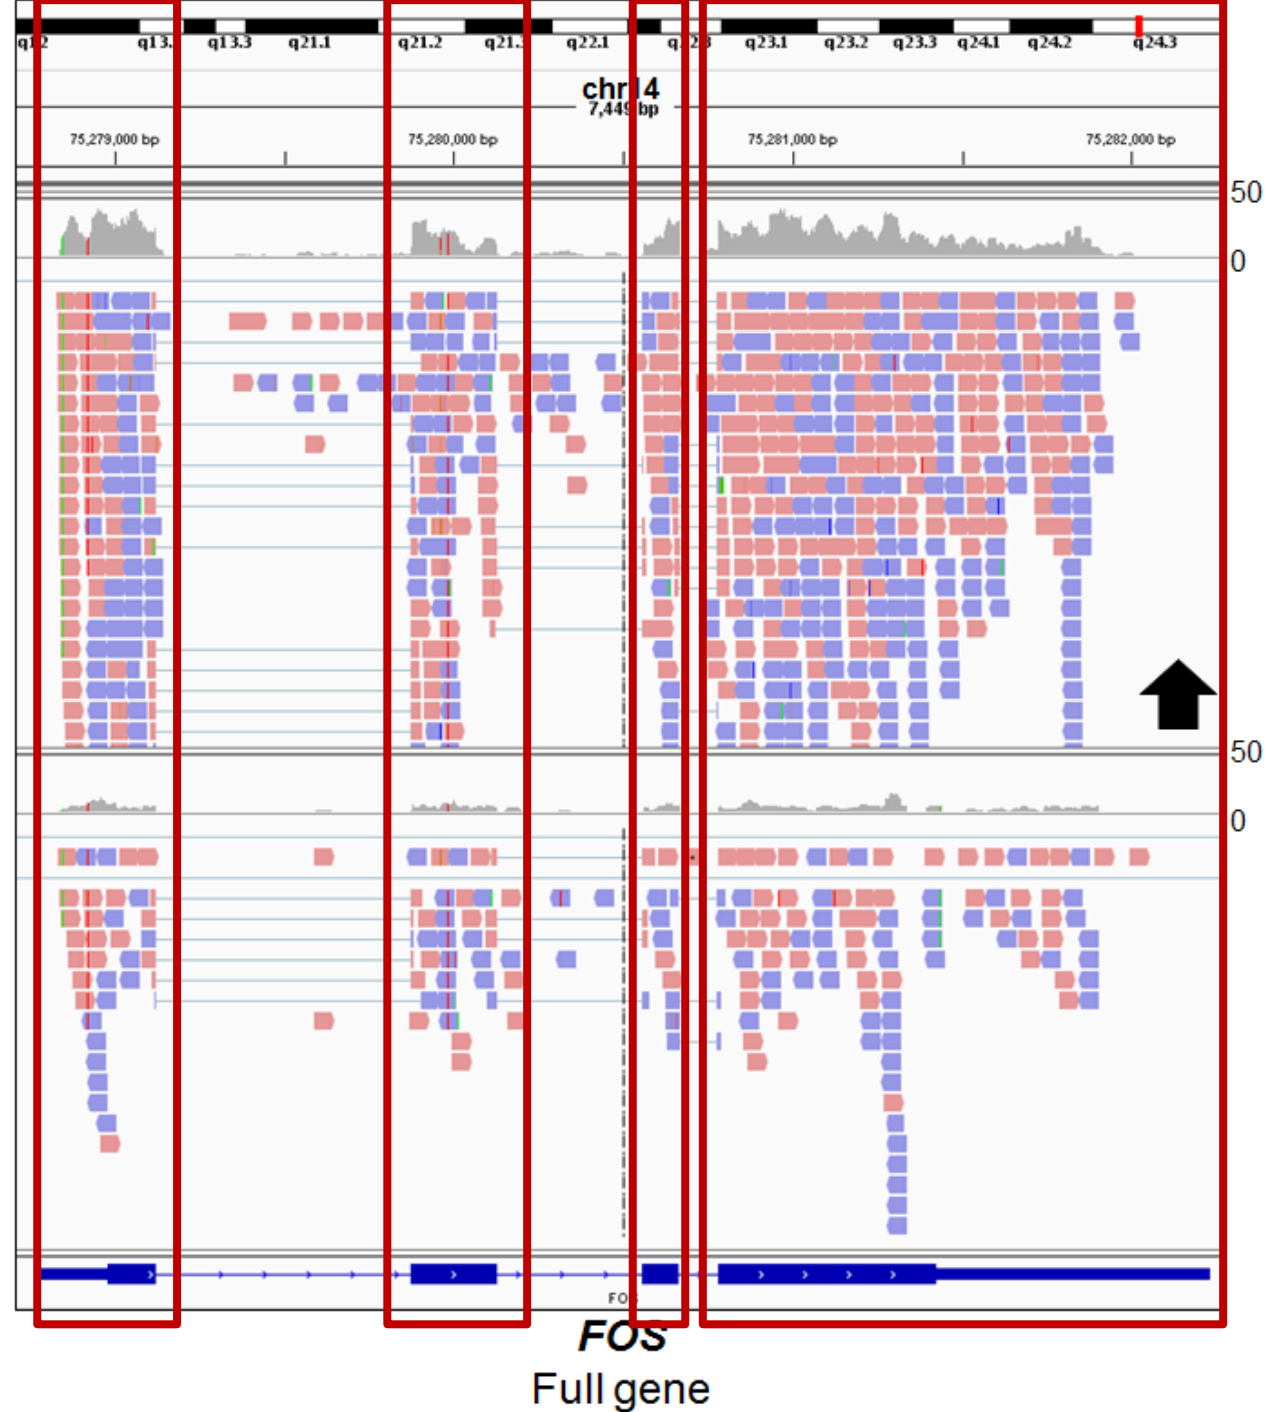 q12 q13. q13.3 q21.1 q21.2 q21.3 q22.1 q23.1 q23.2 q23.3 q24.1 q24.2 q24.3
chr14
7,449 bp
75,279,000 bp 75,280,000 bp 75,281,000 bp 75,282,000 bp
50
0
50
0
FOS
FOS
Full gene